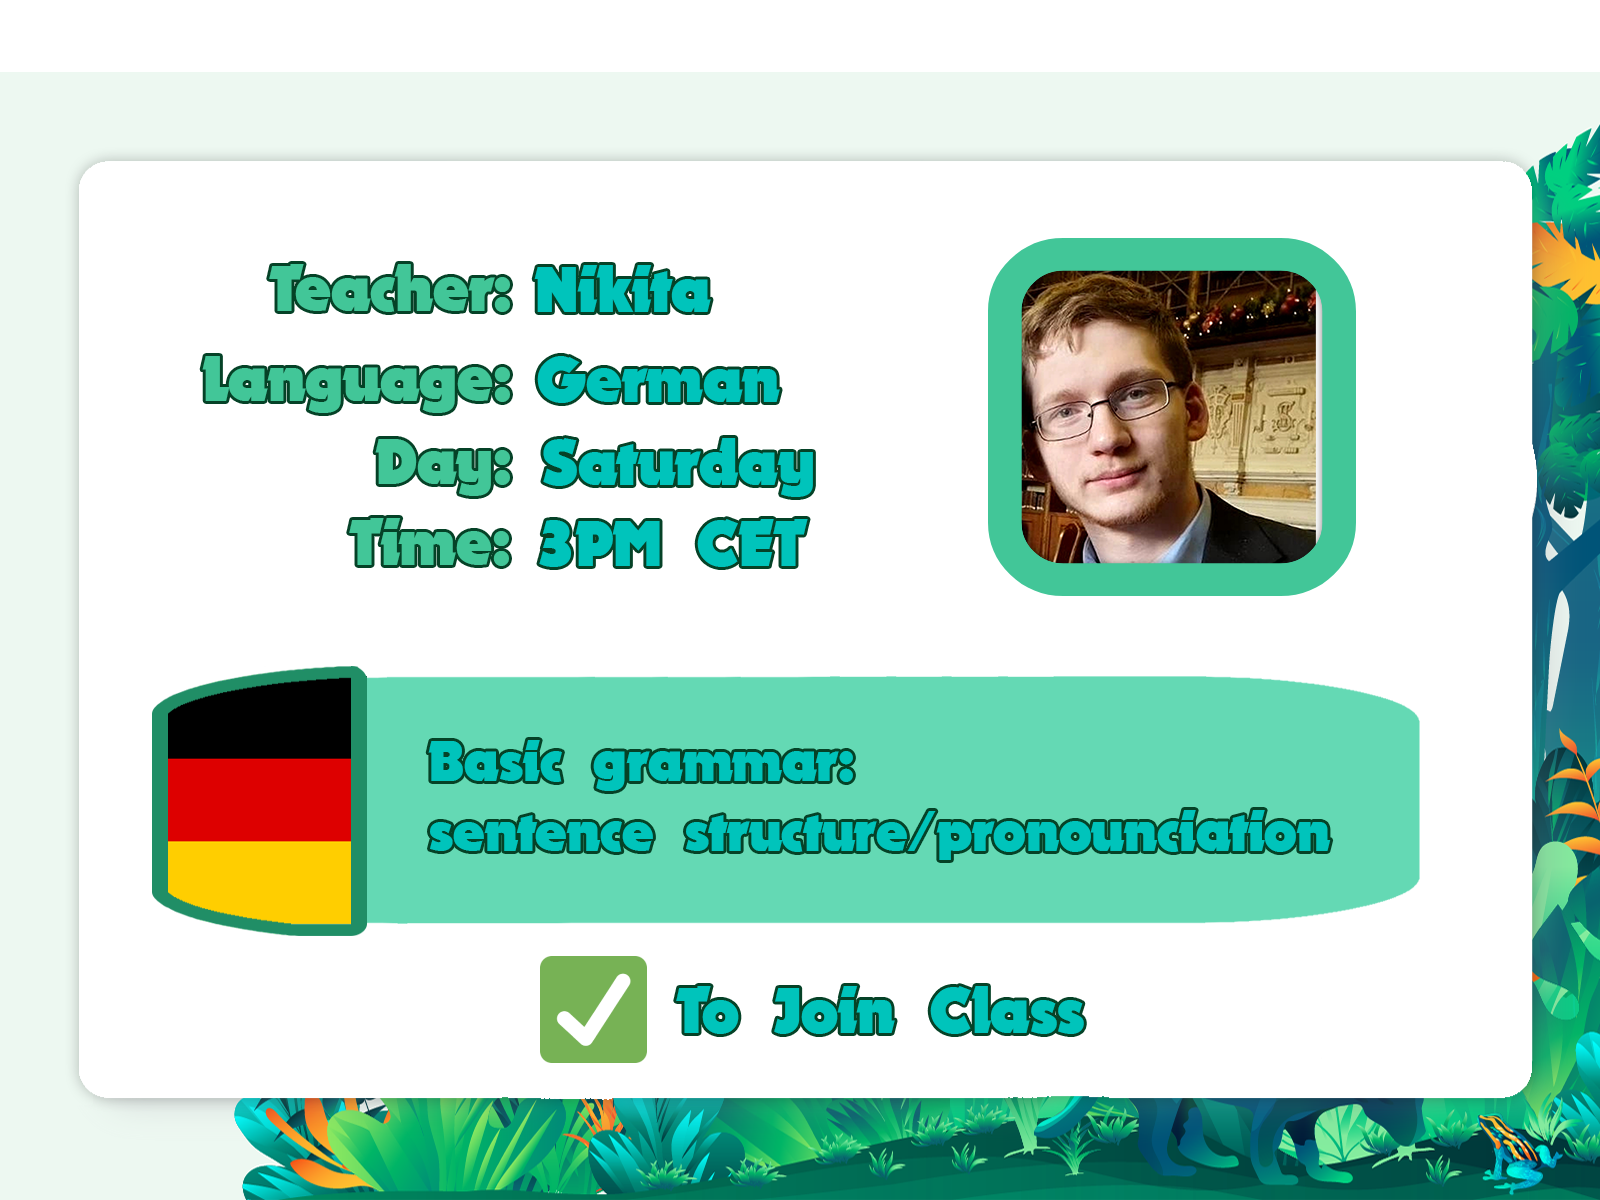 Teacher: Nikita
Language: German
Day: Saturday
Time: 3PM CET
Basic grammar:
sentence structure/pronounciation
To Join Class